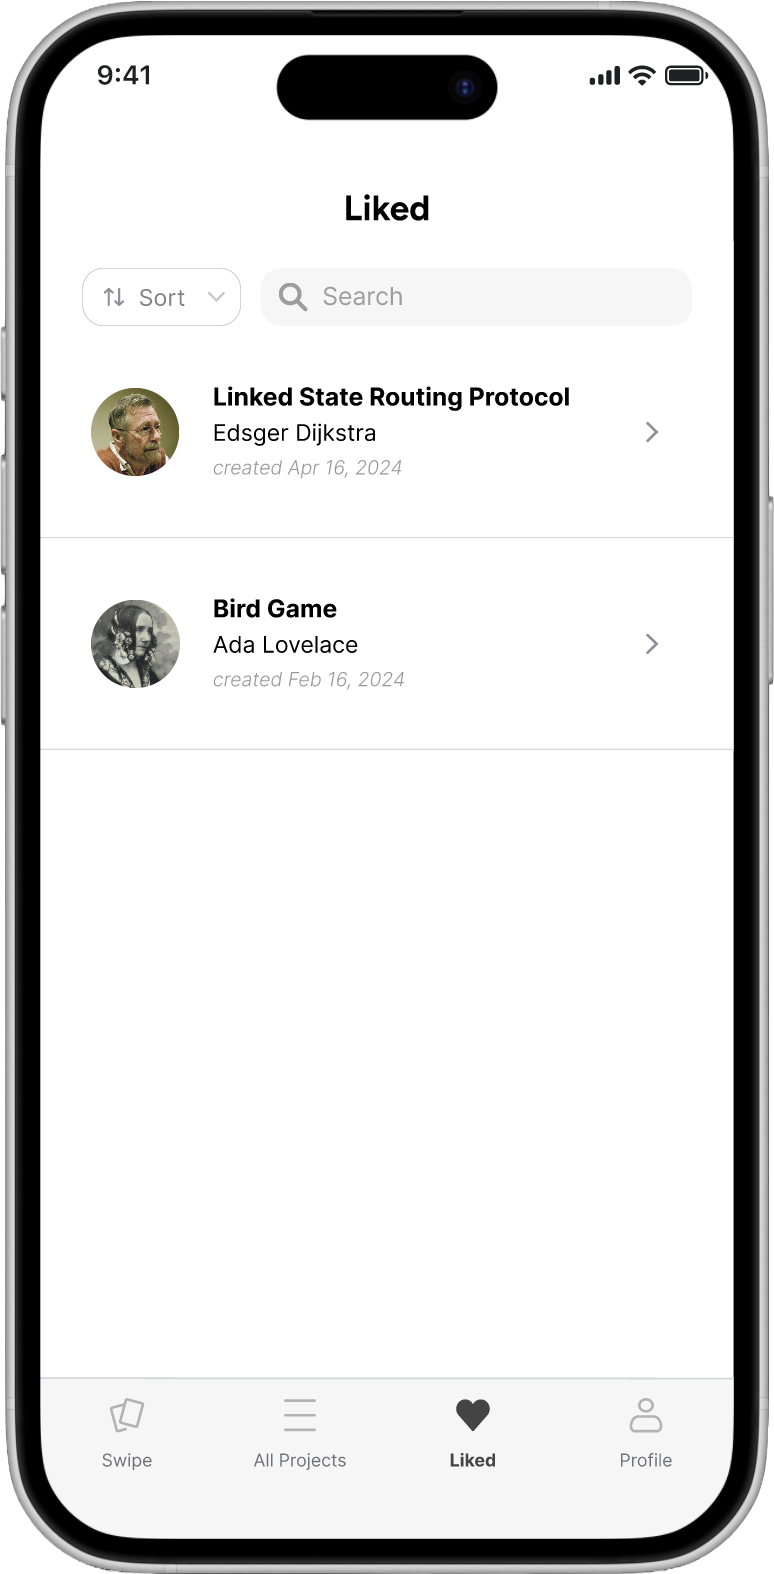 9:41
Liked
Sort
Search
Linked State Routing Protocol
Edsger Dijkstra
created Apr 16, 2024
Bird Game
Ada Lovelace
created Feb 16, 2024
Swipe
All Projects
Liked
Profile